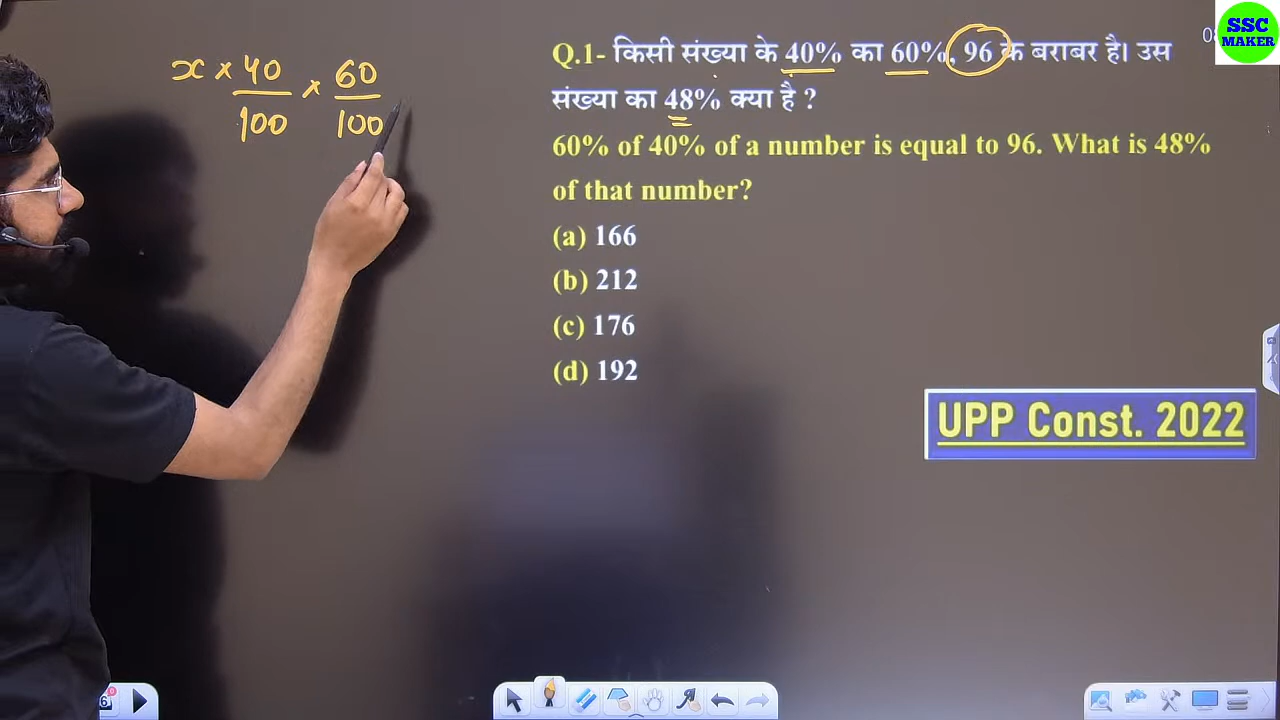 x × 40/100 × 60/100
Q.1- किसी संख्या के 40% का 60%, 96 के बराबर है। उस
संख्या का 48% क्या है ?
60% of 40% of a number is equal to 96. What is 48%
of that number?
(a) 166
(b) 212
(c) 176
(d) 192
UPP Const. 2022
SSC
MAKER